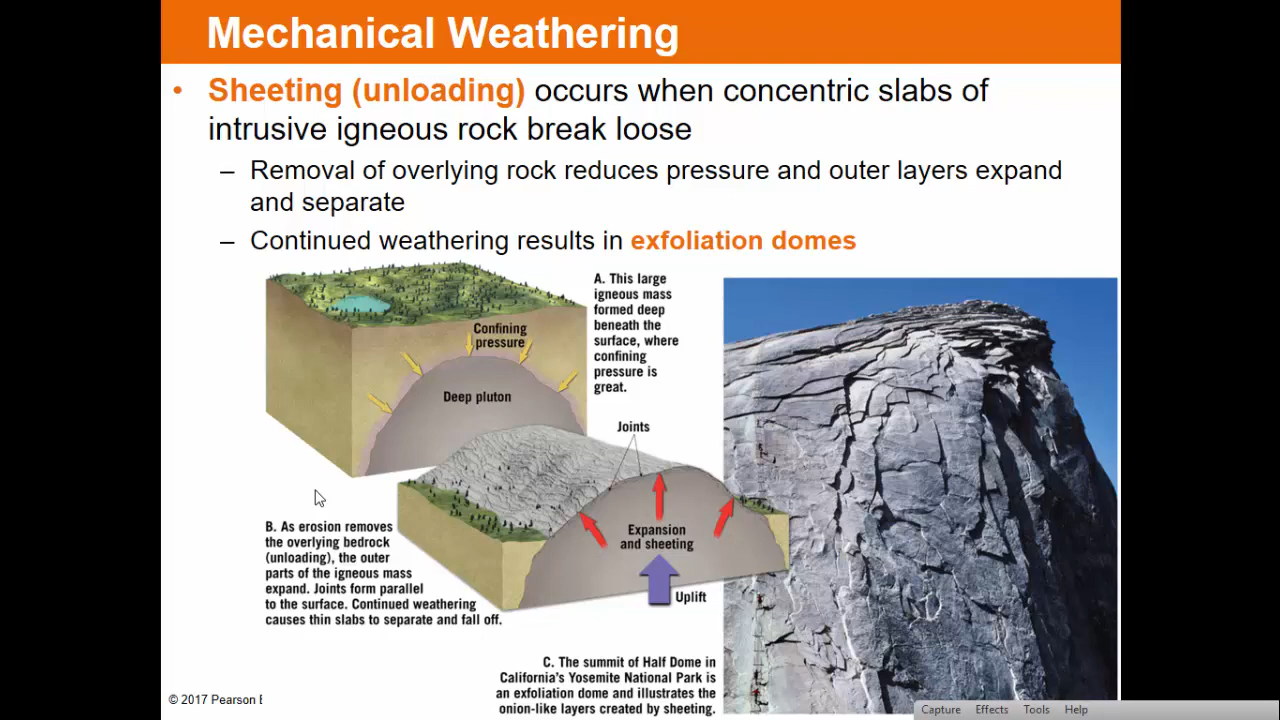 Mechanical Weathering
• Sheeting (unloading) occurs when concentric slabs of
intrusive igneous rock break loose
– Removal of overlying rock reduces pressure and outer layers expand
and separate
– Continued weathering results in exfoliation domes
A. This large
igneous mass
formed deep
beneath the
surface, where
confining
pressure is
great.
Confining
pressure
Deep pluton
Joints
Expansion
and sheeting
Uplift
B. As erosion removes
the overlying bedrock
(unloading), the outer
parts of the igneous mass
expand. Joints form parallel
to the surface. Continued weathering
causes thin slabs to separate and fall off.
C. The summit of Half Dome in
California's Yosemite National Park is
an exfoliation dome and illustrates the
onion-like layers created by sheeting.
© 2017 Pearson E
Capture Effects Tools Help